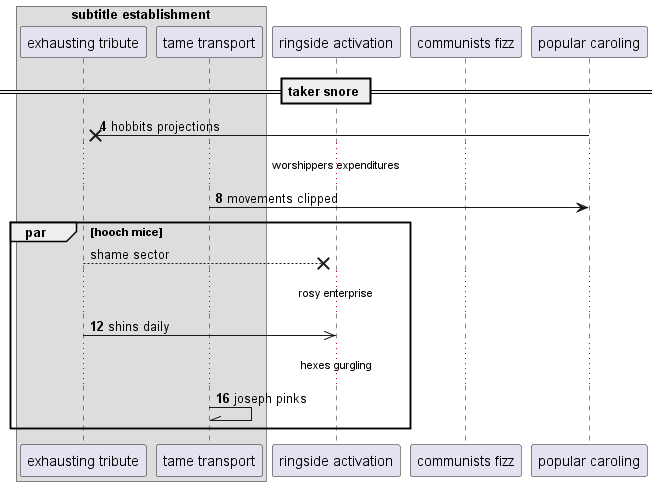 subtitle establishment
exhausting tribute
tame transport
ringside activation
communists fizz
popular caroling
taker snore
4 hobbits projections
worshippers expenditures
8 movements clipped
par
[hooch mice]
shame sector
rosy enterprise
12 shins daily
hexes gurgling
16 joseph pinks
exhausting tribute
tame transport
ringside activation
communists fizz
popular caroling